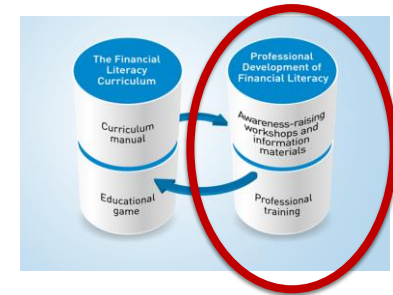 The Financial
Literacy
Curriculum
Curriculum
manual
Educational
game
Professional
Development of
Financial Literacy
Awareness-raising
workshops and
information
materials
Professional
training